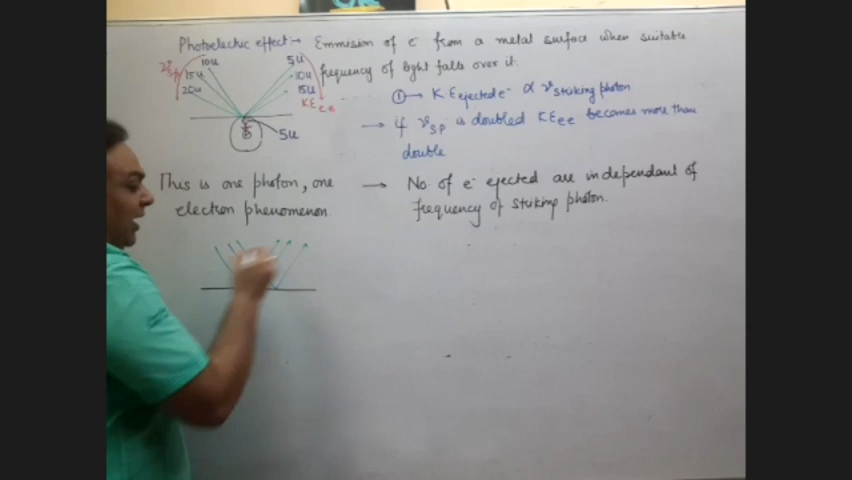 Photoelectric effect:→ Emmision of e⁻ from a metal surface when suitable
frequency of light falls over it.
10u
15u
20u
5u
10u
15u
KE e e
5u
① → K E ejected e⁻ ∝ ν striking photon
→ if ν SP is doubled KE ee becomes more than
double
This is one photon, one
electron phenomenon.
→ No. of e⁻ ejected are independant of
frequency of striking photon.